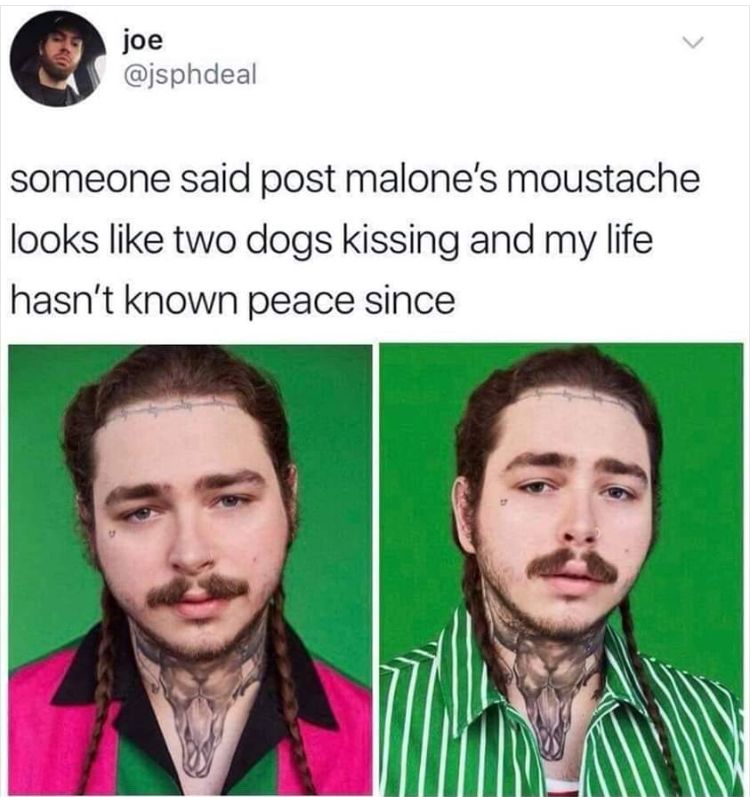 joe
@jsphdeal
someone said post malone's moustache
looks like two dogs kissing and my life
hasn't known peace since